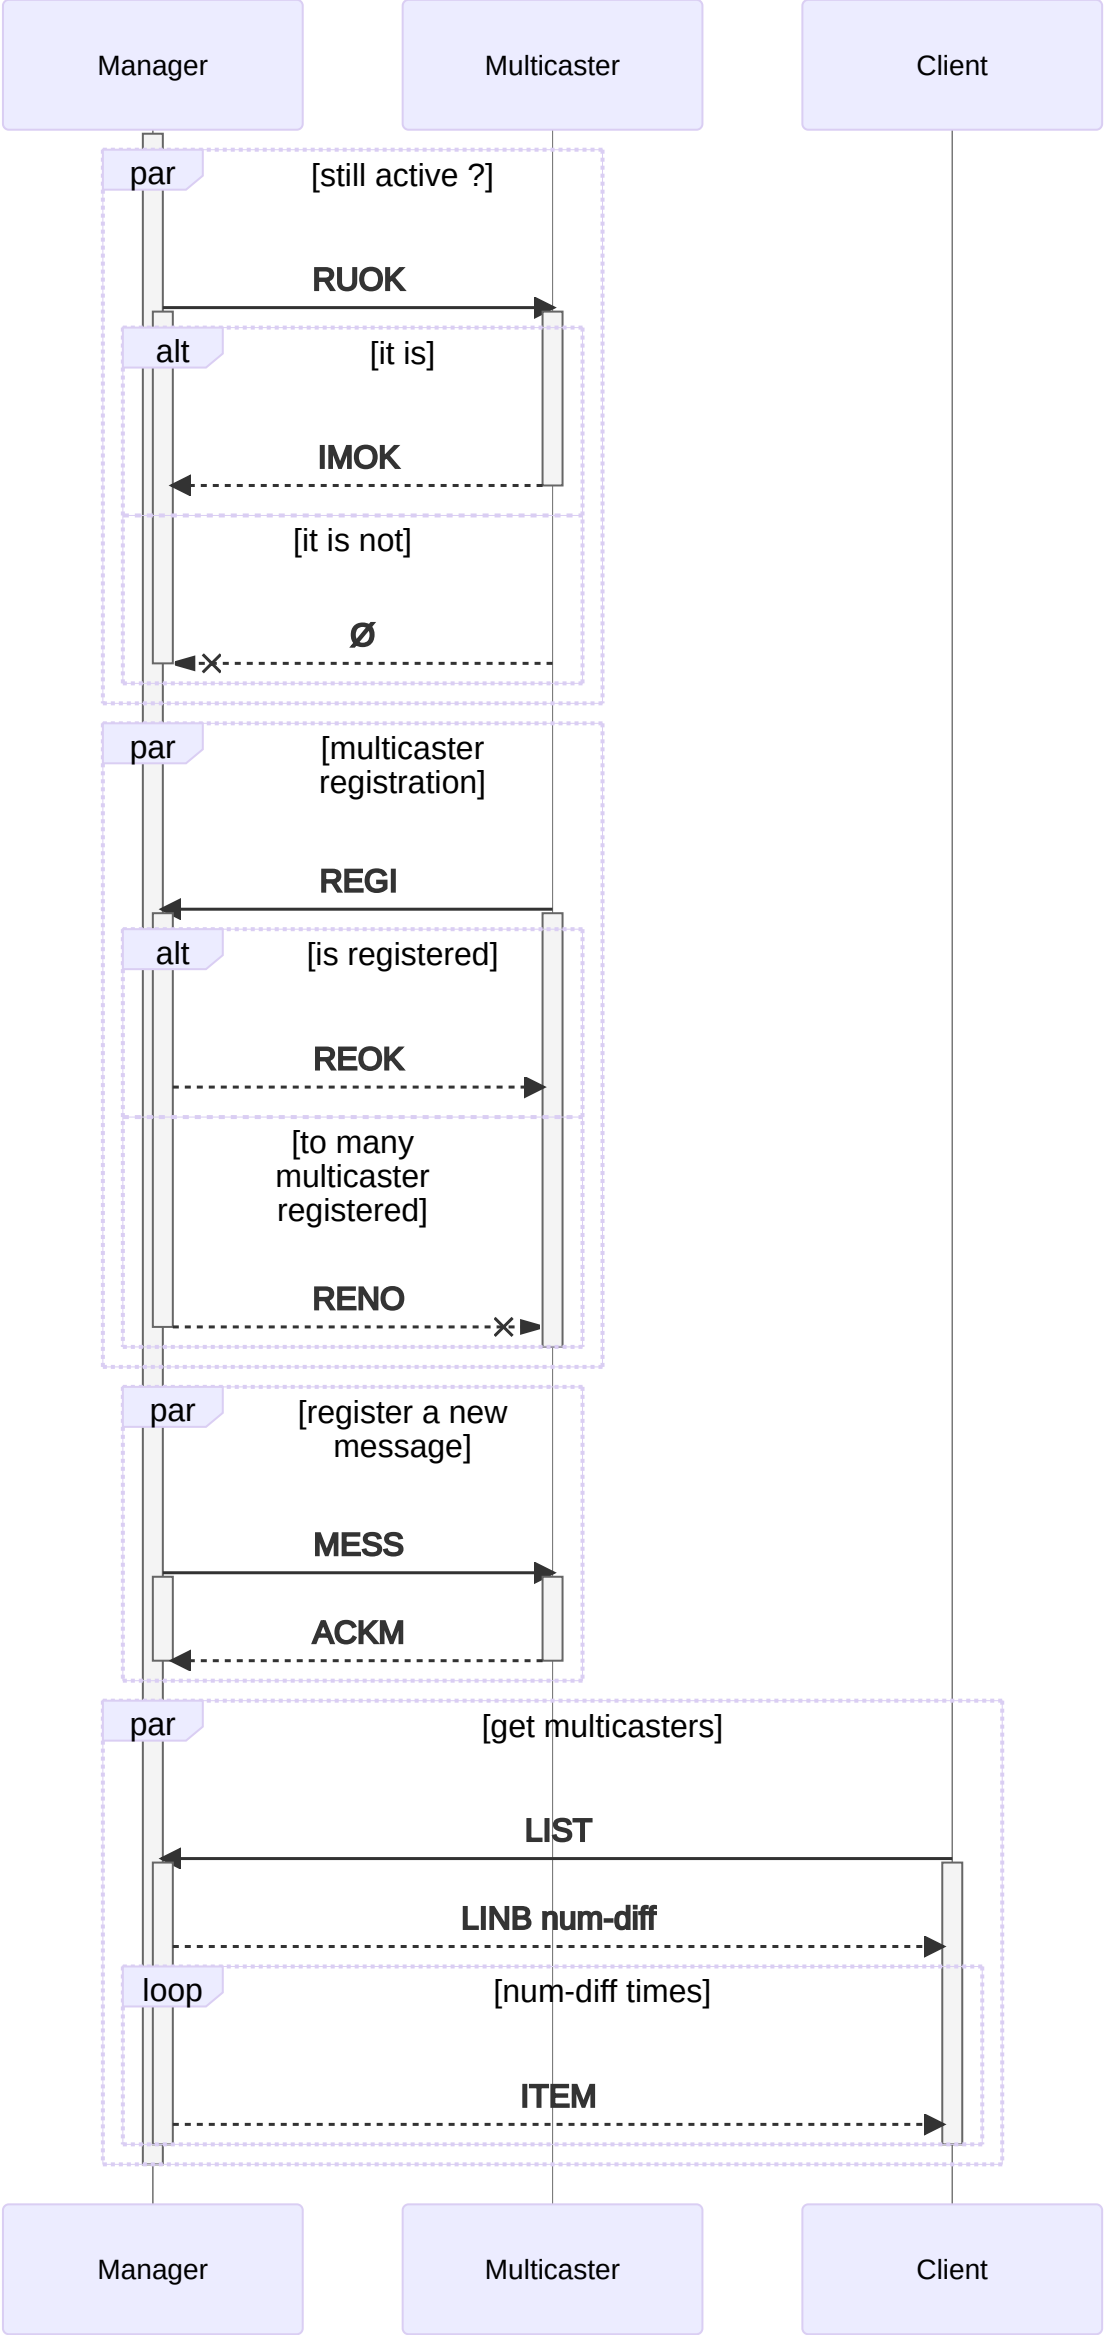 Manager
Multicaster
Client
par
[still active ?]
RUOK
alt
[it is]
IMOK
[it is not]
Ø
par
[multicaster
registration]
REGI
alt
[is registered]
REOK
[to many
multicaster
registered]
RENO
par
[register a new
message]
MESS
ACKM
par
[get multicasters]
LIST
LINB num-diff
loop
[num-diff times]
ITEM
Manager
Multicaster
Client